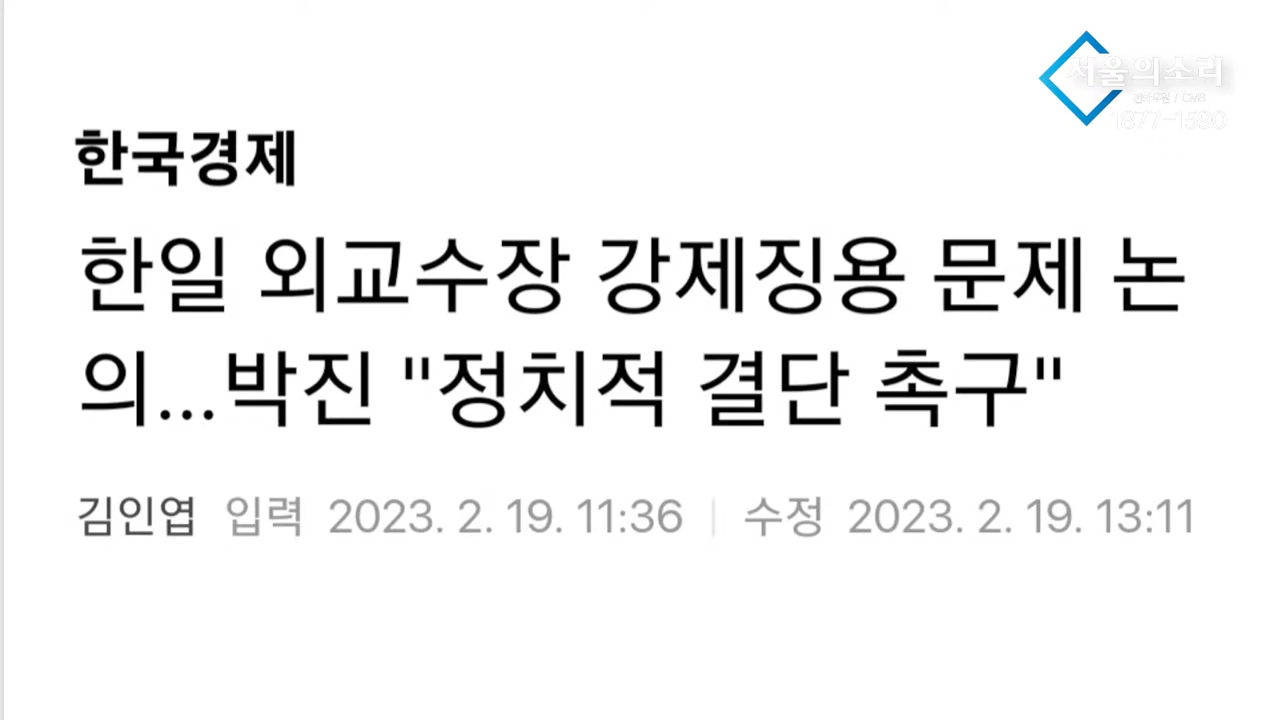 서울의소리
1877-1590
한국경제
한일 외교수장 강제징용 문제 논
의...박진 "정치적 결단 촉구"
김인엽 입력 2023. 2. 19. 11:36 | 수정 2023. 2. 19. 13:11